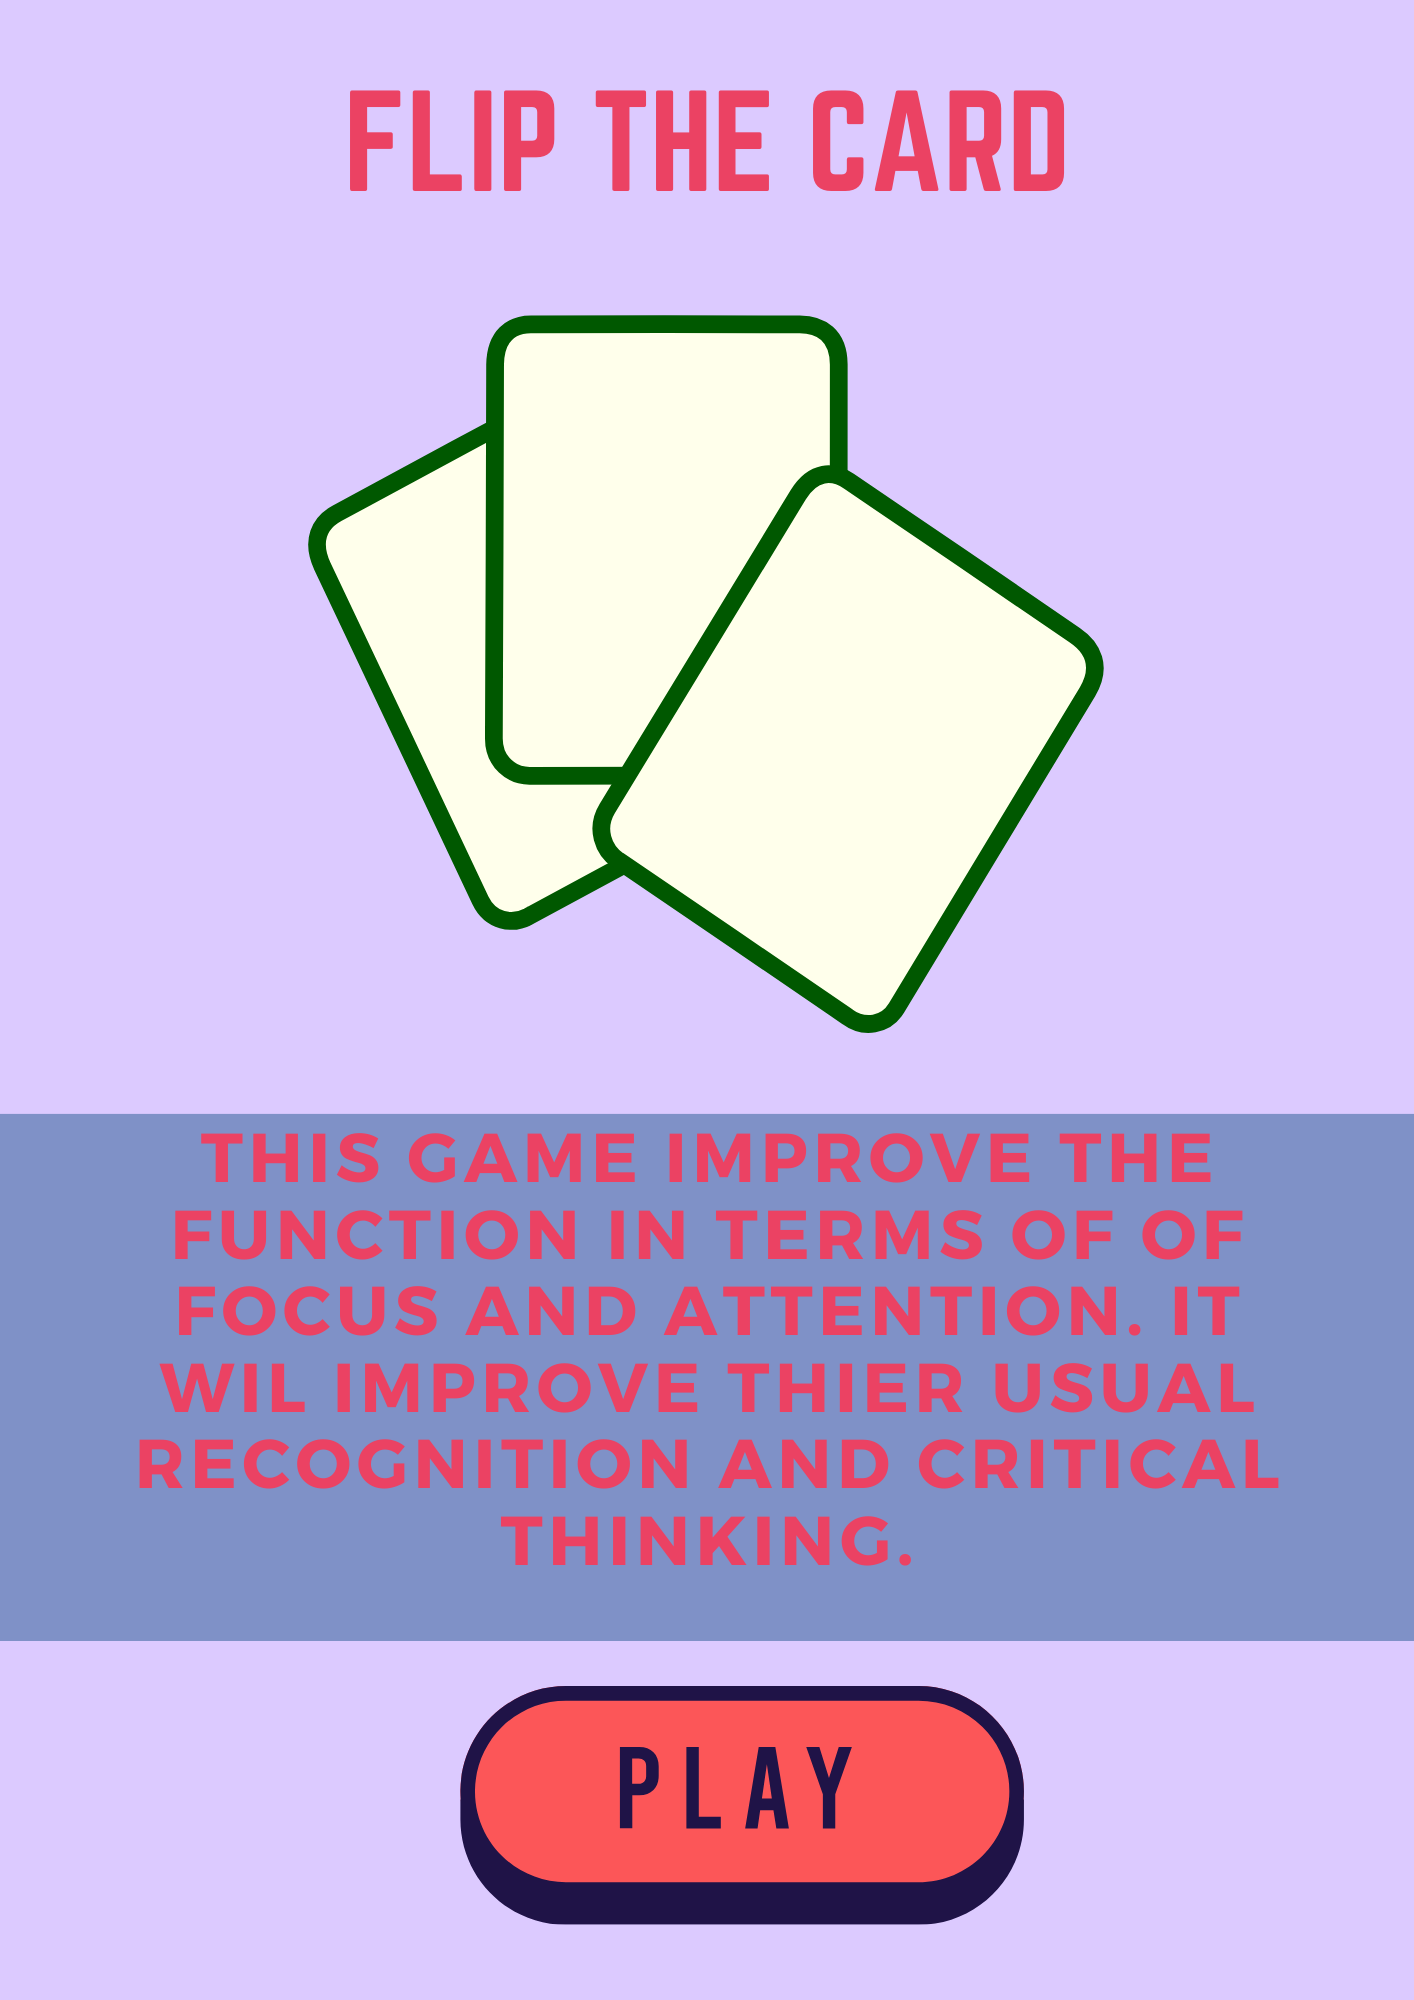 FLIP THE CARD
THIS GAME IMPROVE THE
FUNCTION IN TERMS OF OF
FOCUS AND ATTENTION. IT
WIL IMPROVE THIER USUAL
RECOGNITION AND CRITICAL
THINKING.
PLAY